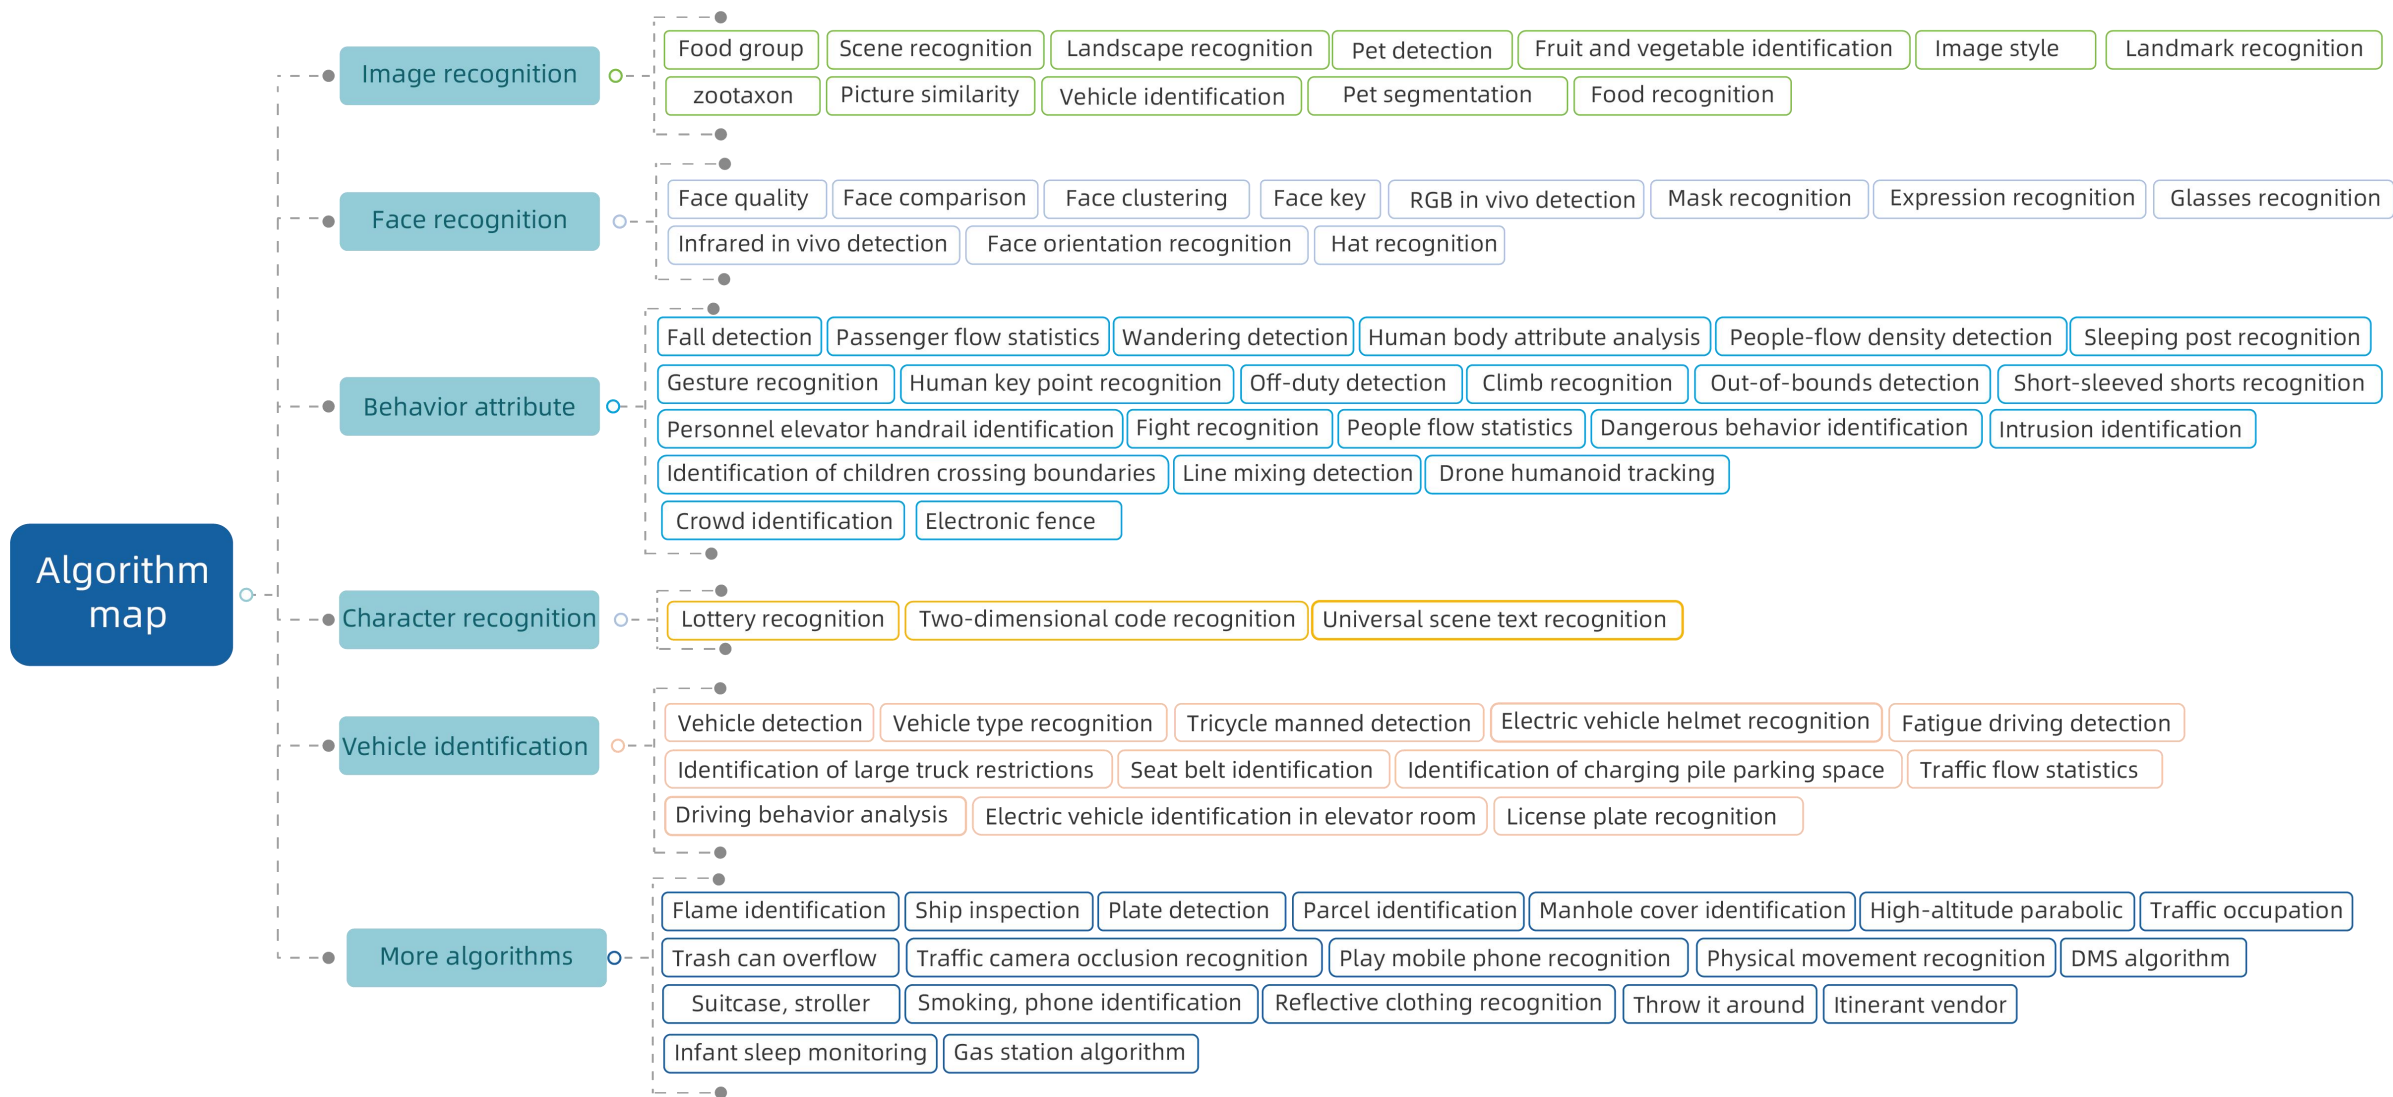 Algorithm
map
Image recognition
Food group
Scene recognition
Landscape recognition
Pet detection
Fruit and vegetable identification
Image style
Landmark recognition
zootaxon
Picture similarity
Vehicle identification
Pet segmentation
Food recognition
Face recognition
Face quality
Face comparison
Face clustering
Face key
RGB in vivo detection
Mask recognition
Expression recognition
Glasses recognition
Infrared in vivo detection
Face orientation recognition
Hat recognition
Behavior attribute
Fall detection
Passenger flow statistics
Wandering detection
Human body attribute analysis
People-flow density detection
Sleeping post recognition
Gesture recognition
Human key point recognition
Off-duty detection
Climb recognition
Out-of-bounds detection
Short-sleeved shorts recognition
Personnel elevator handrail identification
Fight recognition
People flow statistics
Dangerous behavior identification
Intrusion identification
Identification of children crossing boundaries
Line mixing detection
Drone humanoid tracking
Crowd identification
Electronic fence
Character recognition
Lottery recognition
Two-dimensional code recognition
Universal scene text recognition
Vehicle identification
Vehicle detection
Vehicle type recognition
Tricycle manned detection
Electric vehicle helmet recognition
Fatigue driving detection
Identification of large truck restrictions
Seat belt identification
Identification of charging pile parking space
Traffic flow statistics
Driving behavior analysis
Electric vehicle identification in elevator room
License plate recognition
More algorithms
Flame identification
Ship inspection
Plate detection
Parcel identification
Manhole cover identification
High-altitude parabolic
Traffic occupation
Trash can overflow
Traffic camera occlusion recognition
Play mobile phone recognition
Physical movement recognition
DMS algorithm
Suitcase, stroller
Smoking, phone identification
Reflective clothing recognition
Throw it around
Itinerant vendor
Infant sleep monitoring
Gas station algorithm